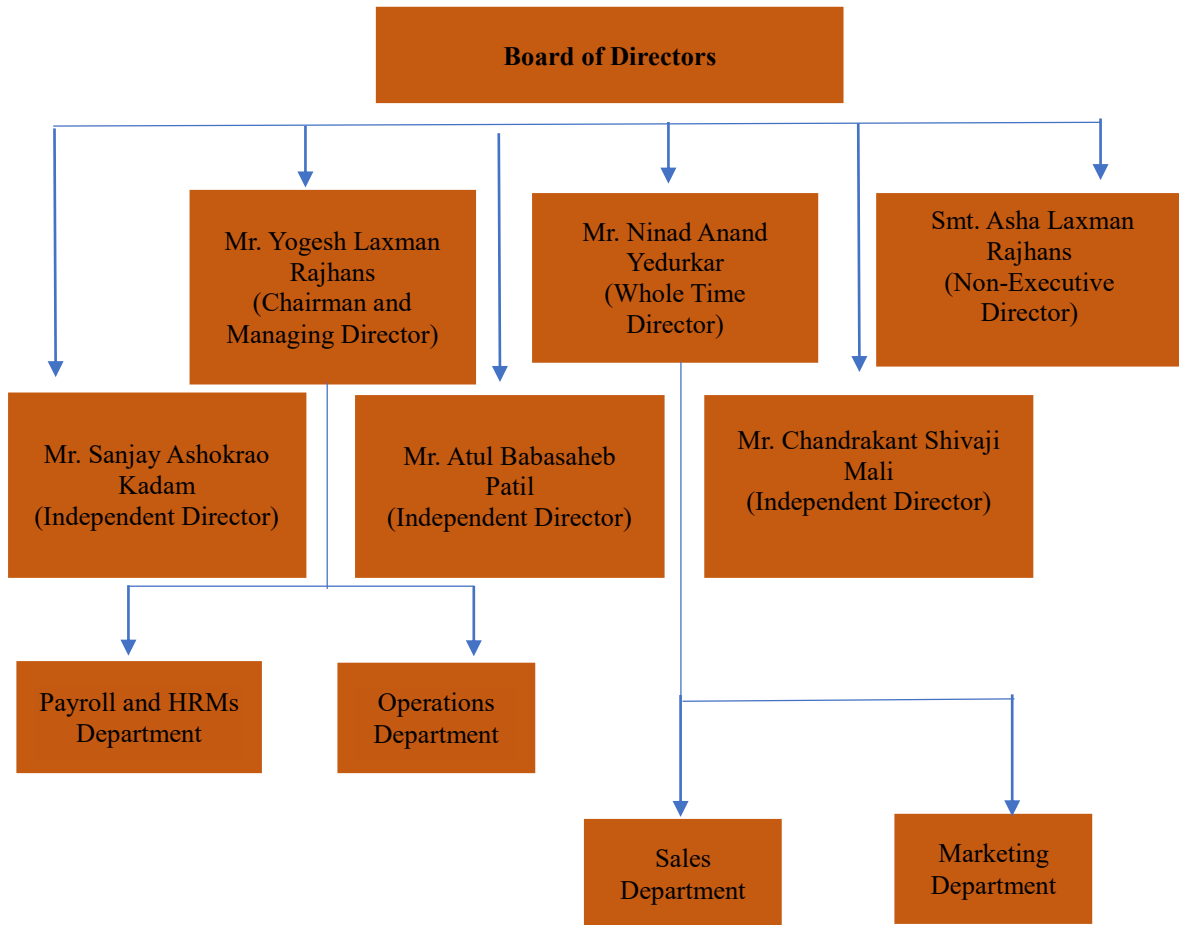 Board of Directors
Mr. Yogesh Laxman
Rajhans
(Chairman and
Managing Director)
Mr. Ninad Anand
Yedurkar
(Whole Time
Director)
Smt. Asha Laxman
Rajhans
(Non-Executive
Director)
Mr. Sanjay Ashokrao
Kadam
(Independent Director)
Mr. Atul Babasaheb
Patil
(Independent Director)
Mr. Chandrakant Shivaji
Mali
(Independent Director)
Payroll and HRMs
Department
Operations
Department
Sales
Department
Marketing
Department